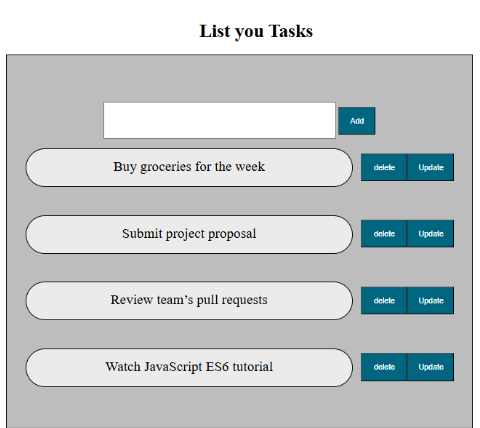 List you Tasks
Add
Buy groceries for the week delete Update
Submit project proposal delete Update
Review team’s pull requests delete Update
Watch JavaScript ES6 tutorial delete Update